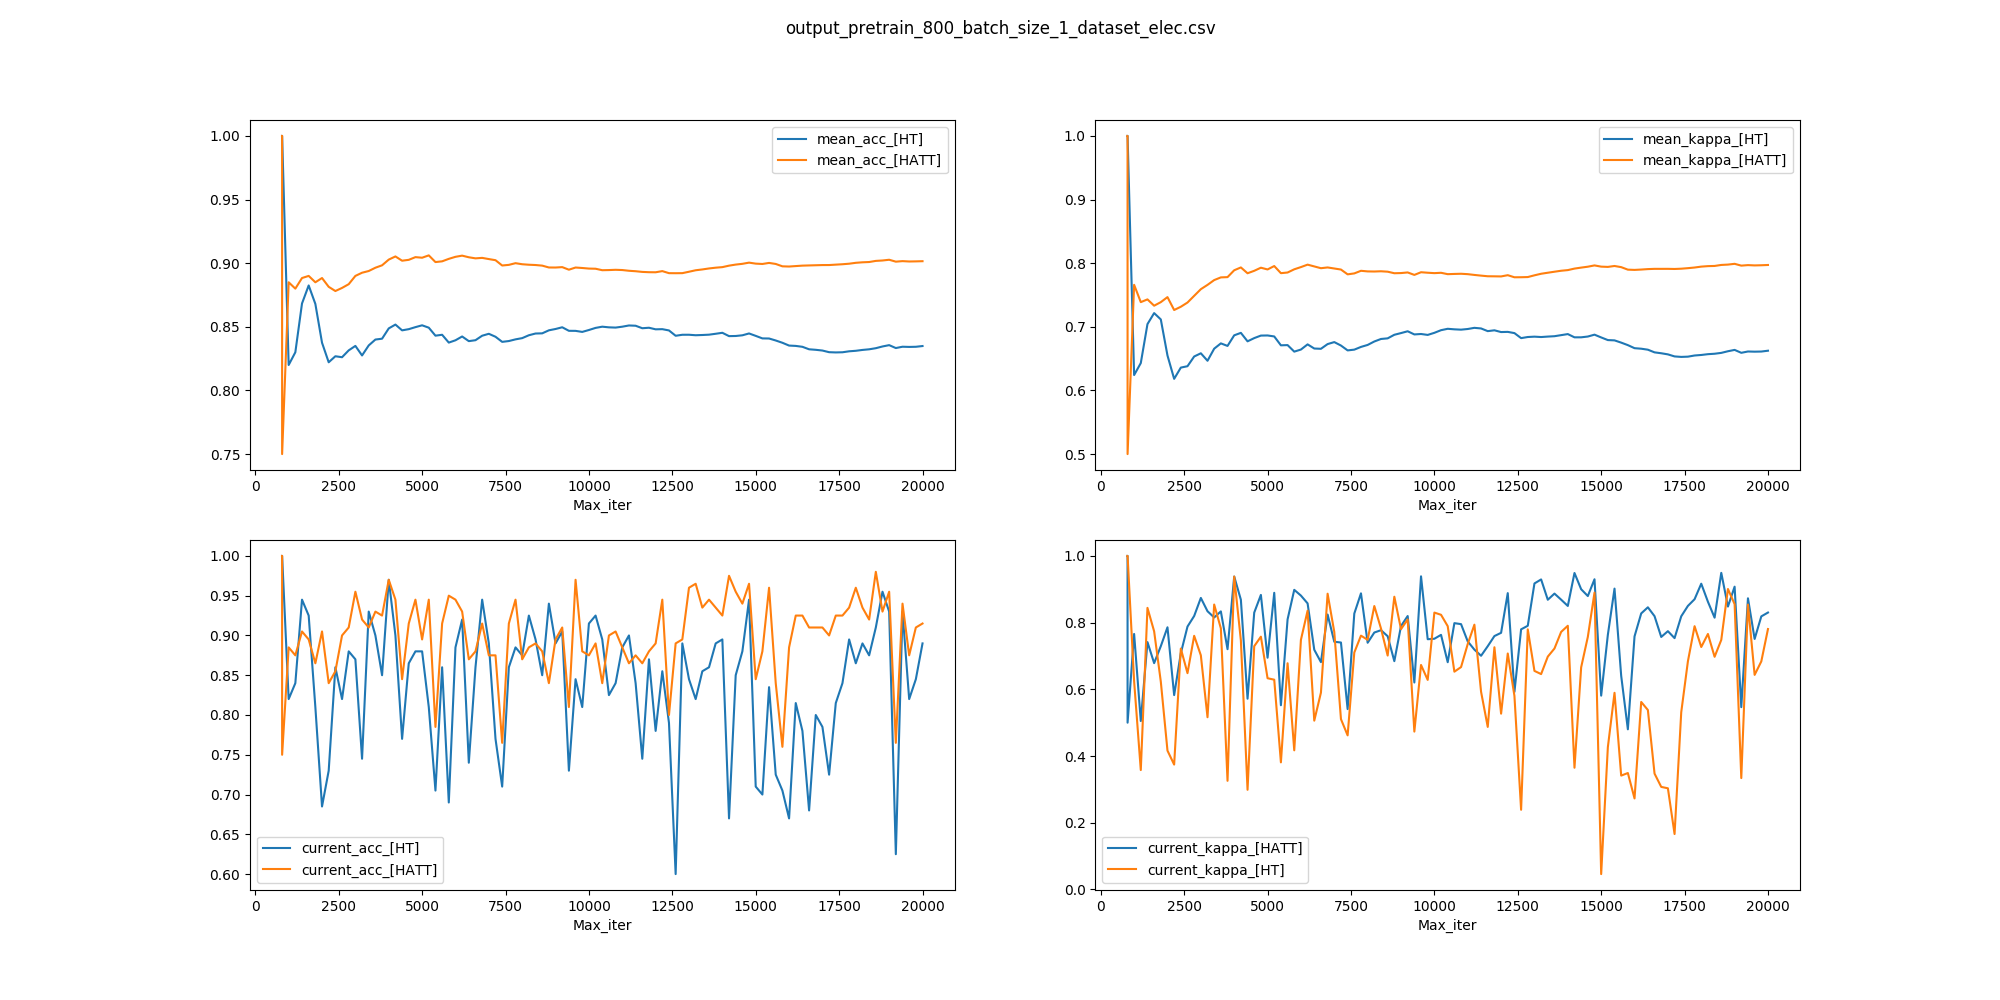 output_pretrain_800_batch_size_1_dataset_elec.csv
mean_acc_[HT]
mean_acc_[HATT]
1.00
0.95
0.90
0.85
0.80
0.75
0 2500 5000 7500 10000 12500 15000 17500 20000
Max_iter
mean_kappa_[HT]
mean_kappa_[HATT]
1.0
0.9
0.8
0.7
0.6
0.5
0 2500 5000 7500 10000 12500 15000 17500 20000
Max_iter
1.00
0.95
0.90
0.85
0.80
0.75
0.70
0.65
0.60
current_acc_[HT]
current_acc_[HATT]
0 2500 5000 7500 10000 12500 15000 17500 20000
Max_iter
1.0
0.8
0.6
0.4
0.2
0.0
current_kappa_[HATT]
current_kappa_[HT]
0 2500 5000 7500 10000 12500 15000 17500 20000
Max_iter